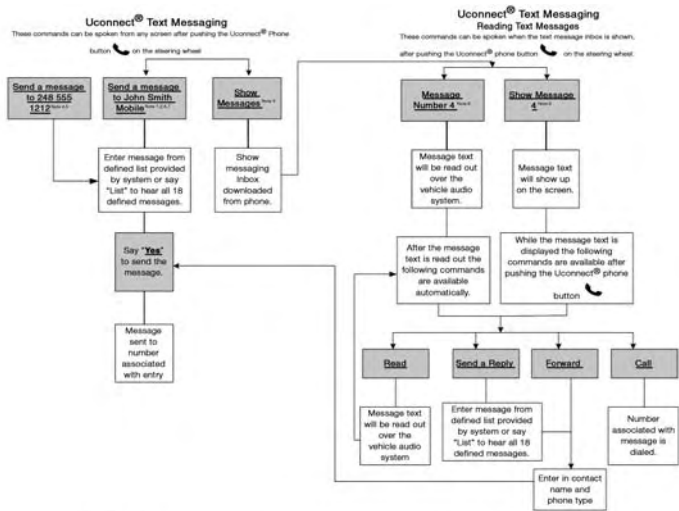 Uconnect® Text Messaging
These commands can be spoken from any screen after pushing the Uconnect® Phone
button on the steering wheel
Send a message
to 248 555
1212
Send a message
to John Smith
Mobile
Show
Messages
Enter message from
defined list provided
by system or say
"List" to hear all 18
defined messages.
Show
messaging
Inbox
downloaded
from phone.
Say "Yes"
to send the
message.
Message
sent to
number
associated
with entry
Uconnect® Text Messaging
Reading Text Messages
These commands can be spoken when the text message inbox is shown,
after pushing the Uconnect® phone button on the steering wheel.
Message
Number 4
Show Message
4
Message text
will be read out
over the
vehicle audio
system.
Message text
will show up
on the screen.
After the message
text is read out the
following commands
are available
automatically.
While the message text is
displayed the following
commands are available after
pushing the Uconnect® phone
button
Read
Send a Reply
Forward
Call
Message text
will be read out
over the
vehicle audio
system
Enter message from
defined list provided
by system or say
"List" to hear all 18
defined messages.
Number
associated with
message is
dialed.
Enter in contact
name and
phone type